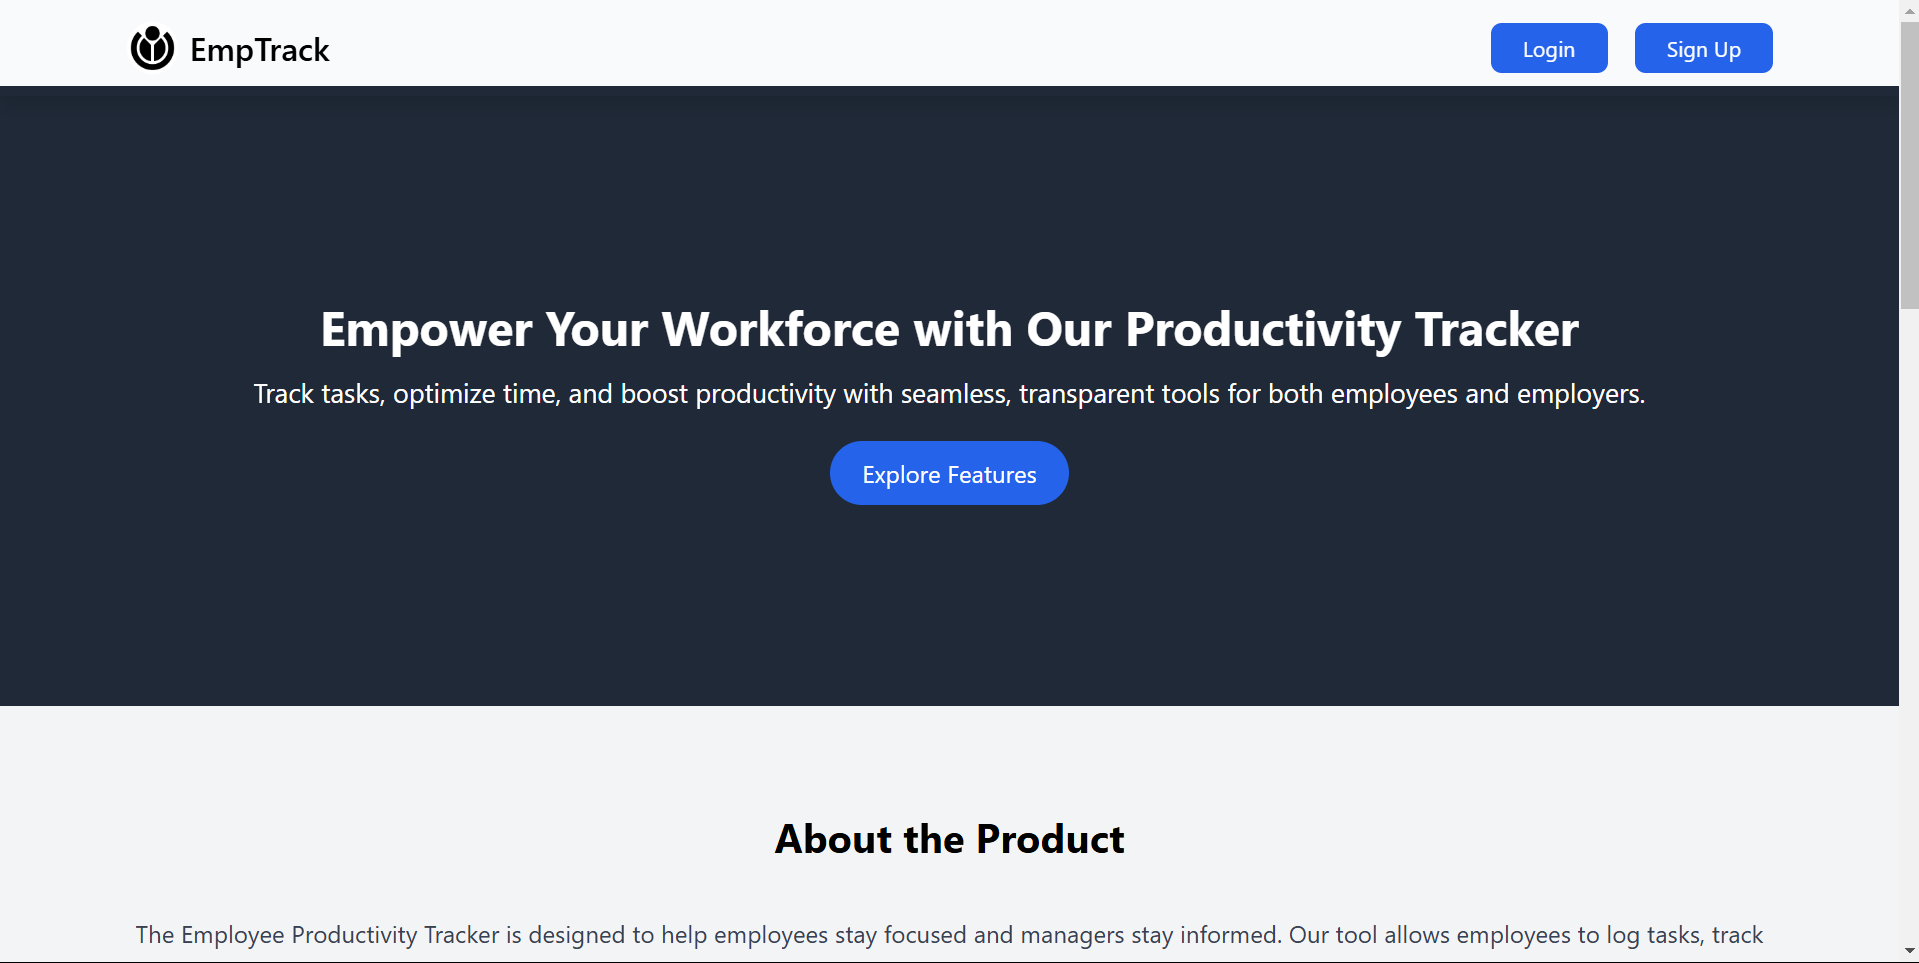 EmpTrack
Login
Sign Up
Empower Your Workforce with Our Productivity Tracker
Track tasks, optimize time, and boost productivity with seamless, transparent tools for both employees and employers.
Explore Features
About the Product
The Employee Productivity Tracker is designed to help employees stay focused and managers stay informed. Our tool allows employees to log tasks, track